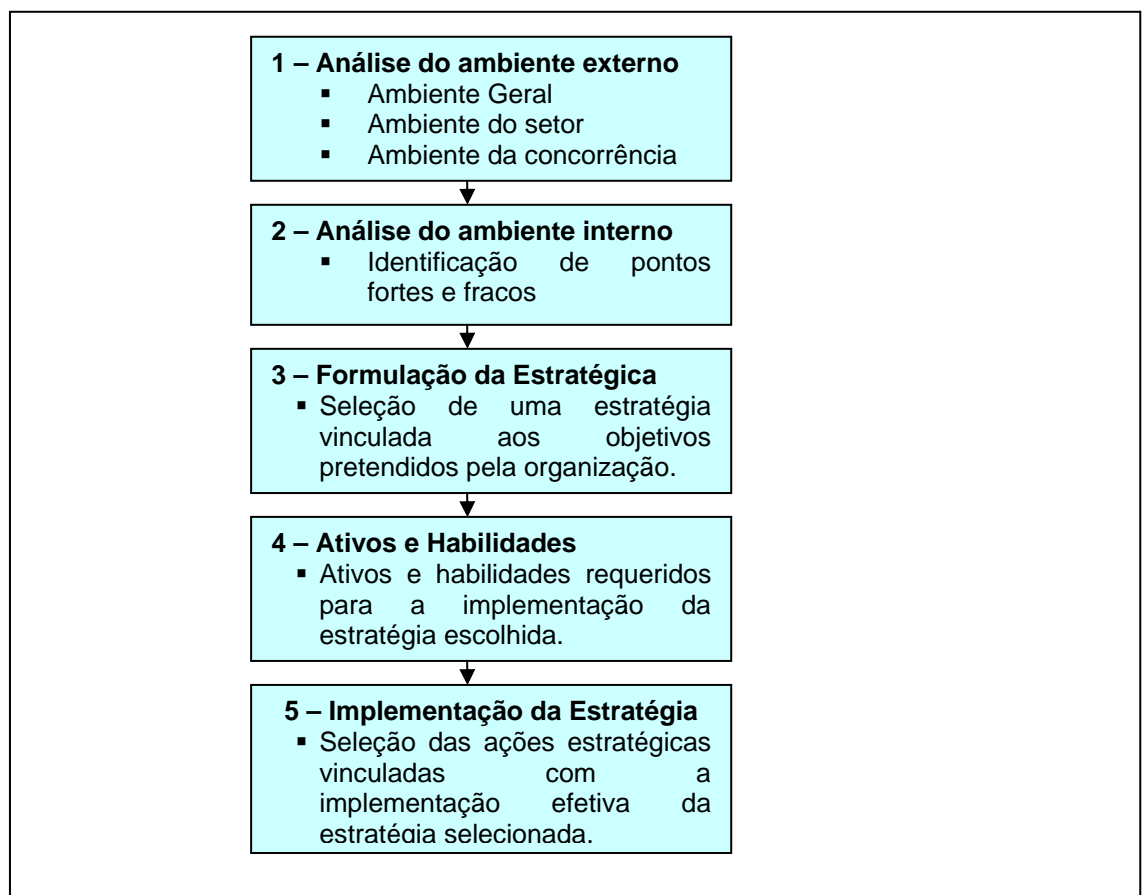 1 – Análise do ambiente externo
▪ Ambiente Geral
▪ Ambiente do setor
▪ Ambiente da concorrência
2 – Análise do ambiente interno
▪ Identificação de pontos
fortes e fracos
3 – Formulação da Estratégica
▪ Seleção de uma estratégia
vinculada aos objetivos
pretendidos pela organização.
4 – Ativos e Habilidades
▪ Ativos e habilidades requeridos
para a implementação da
estratégia escolhida.
5 – Implementação da Estratégia
▪ Seleção das ações estratégicas
vinculadas com a
implementação efetiva da
estratégia selecionada.